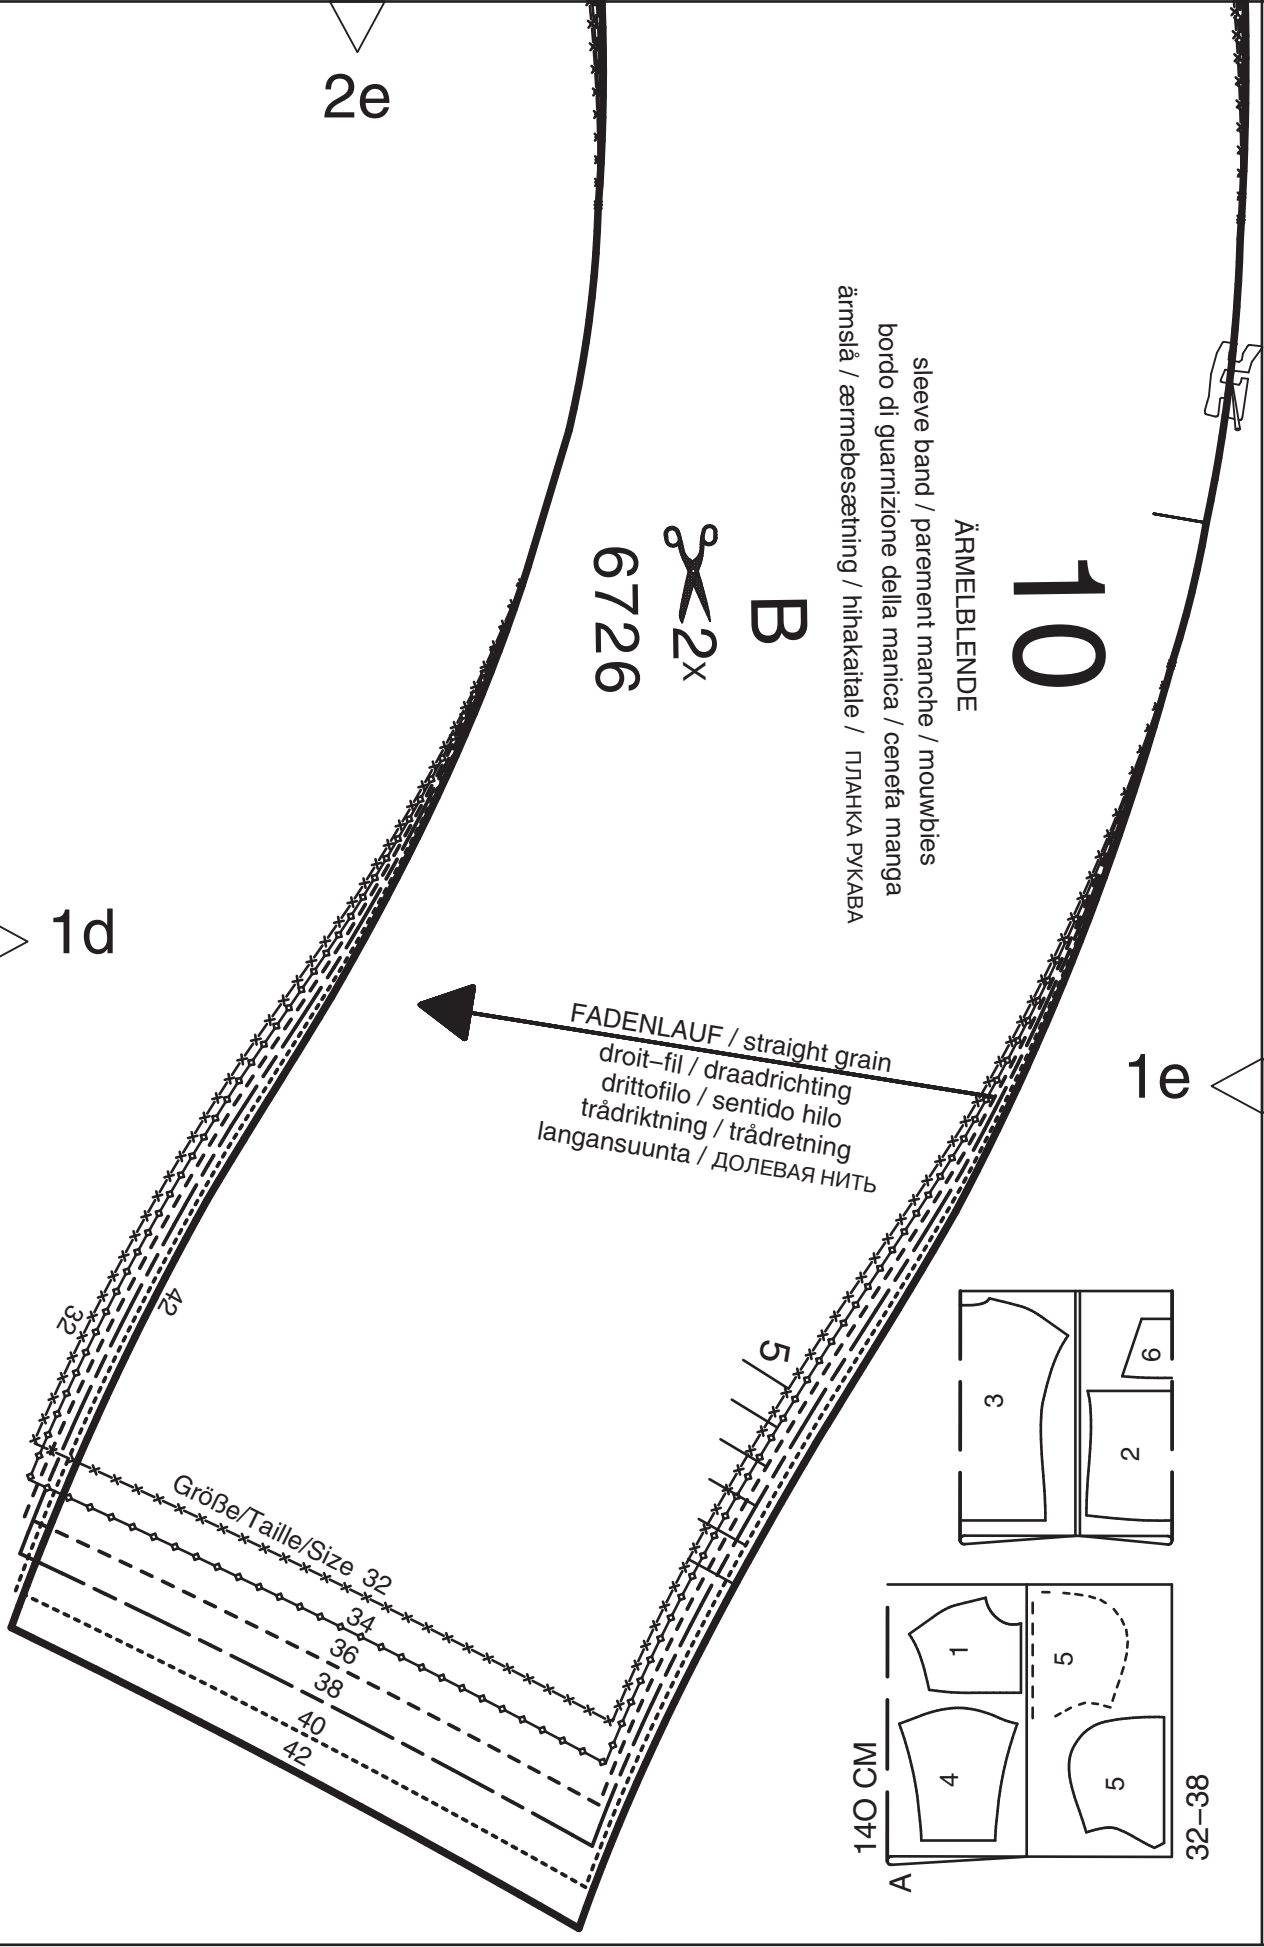 2e
10
ÄRMELBLENDE
sleeve band / parement manche / mouwbies
bordo di guarnizione della manica / cenefa manga
ärmslå / ærmebesætning / hihakaitale / ПЛАНКА РУКАВА
B
2x
6726
1d
FADENLAUF / straight grain
droit–fil / draadrichting
drittofilo / sentido hilo
trådriktning / trådretning
langansuunta / ДОЛЕВАЯ НИТЬ
1e
5
32
42
Größe/Taille/Size 32
34
36
38
40
42
3
6
2
1
5
4
5
140 CM
A
32–38